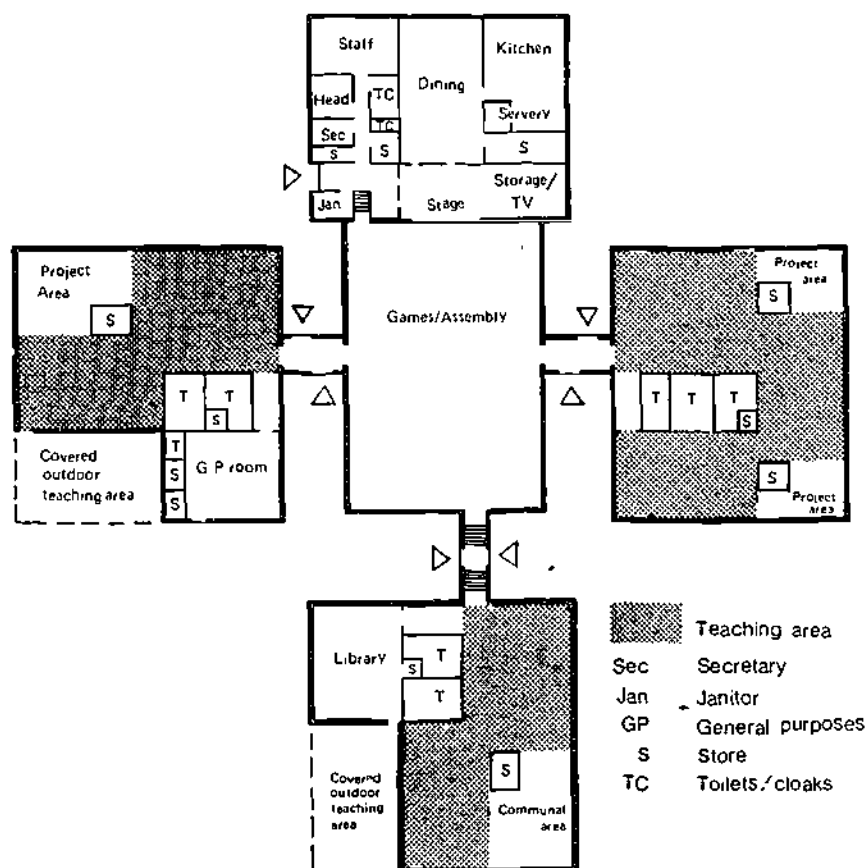 Staff
Kitchen
Dining
Head
TC
Servery
TC
Sec
S
S
S
Storage/
TV
Jan
Stage
Project
Area
S
Games/Assembly
Project
area
S
T
T
S
T
S
S
G P room
Covered
outdoor
teaching area
T
T
T
S
S
Project
area
Library
T
S
T
Covered
outdoor
teaching
area
S
Communal
area
Teaching area
Sec Secretary
Jan Janitor
GP General purposes
S Store
TC Toilets/cloaks